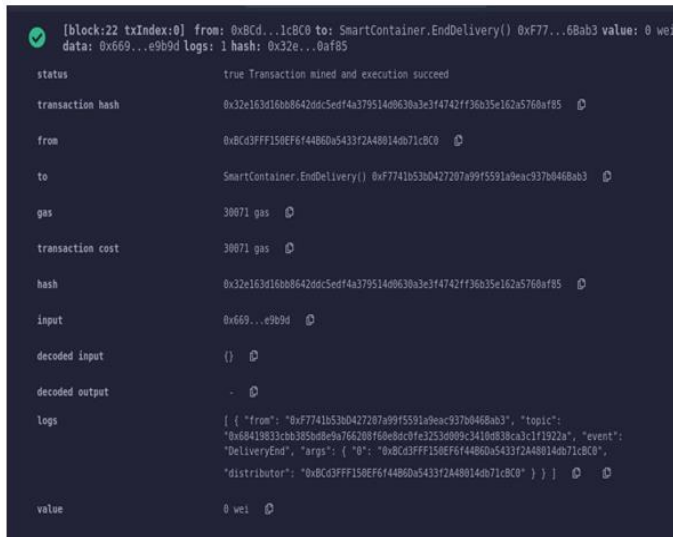 [block:22 txIndex:0] from: 0xBCd...1cBC0 to: SmartContainer.EndDelivery() 0xF77...6Bab3 value: 0 wei
data: 0x669...e9b9d logs: 1 hash: 0x32e...0af85
status true Transaction mined and execution succeed
transaction hash 0x32e163d16bb8642ddc5edf4a379514d0630a3e3f4742ff36b35e162a5760af85
from 0xBCd3FFF150EF6f44B6Da5433f2A48014db71cBC0
to SmartContainer.EndDelivery() 0xF7741b53bD427207a99f5591a9eac937b046Bab3
gas 30071 gas
transaction cost 30071 gas
hash 0x32e163d16bb8642ddc5edf4a379514d0630a3e3f4742ff36b35e162a5760af85
input 0x669...e9b9d
decoded input {}
decoded output -
logs [ { "from": "0xF7741b53bD427207a99f5591a9eac937b046Bab3", "topic":
"0x68419833cbb385bd8e9a766208f60e8dc0fe3253d009c3410d838ca3c1f1922a", "event":
"DeliveryEnd", "args": { "0": "0xBCd3FFF150EF6f44B6Da5433f2A48014db71cBC0",
"distributor": "0xBCd3FFF150EF6f44B6Da5433f2A48014db71cBC0" } } ]
value 0 wei